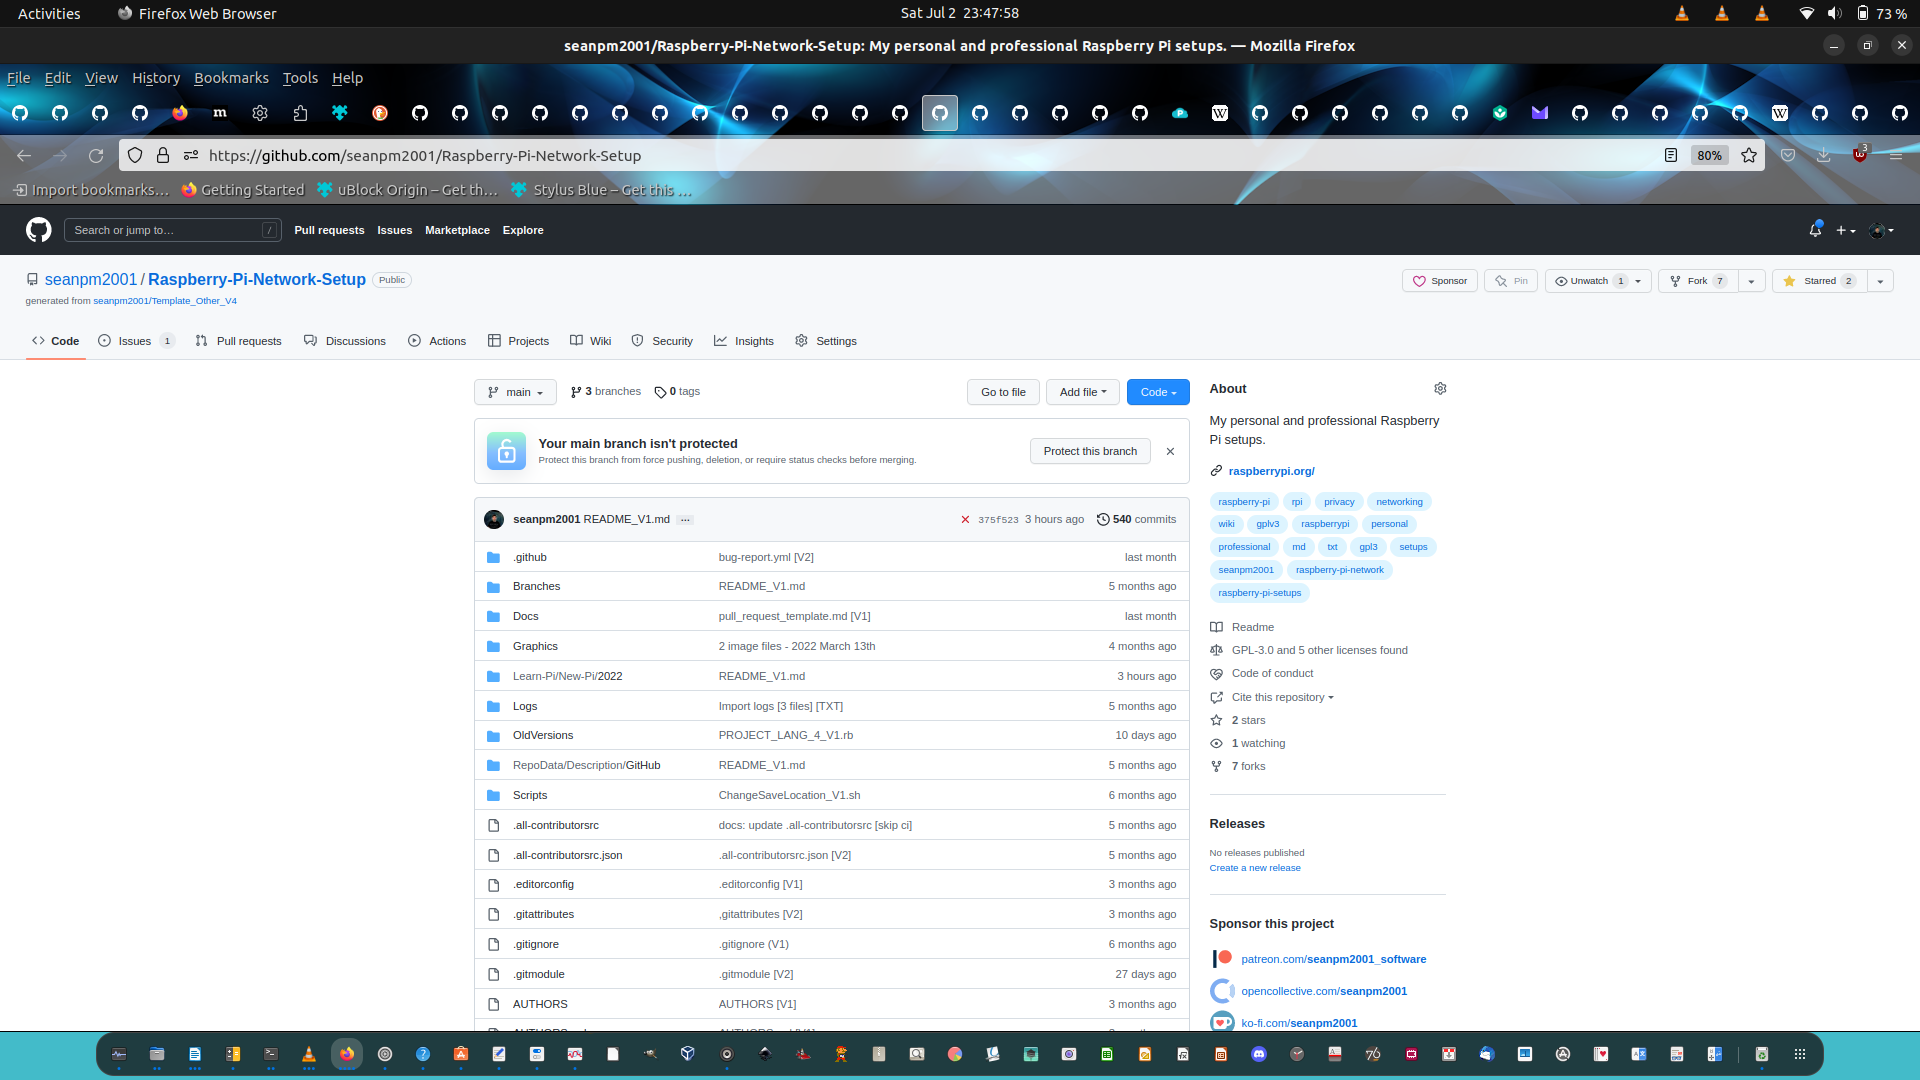 Activities
Firefox Web Browser
Sat Jul 2 23:47:58
73 %
seanpm2001/Raspberry-Pi-Network-Setup: My personal and professional Raspberry Pi setups. — Mozilla Firefox
File Edit View History Bookmarks Tools Help
https://github.com/seanpm2001/Raspberry-Pi-Network-Setup
80%
3
Import bookmarks… Getting Started uBlock Origin – Get th… Stylus Blue – Get this …
Search or jump to… /
Pull requests Issues Marketplace Explore
seanpm2001 / Raspberry-Pi-Network-Setup Public
generated from seanpm2001/Template_Other_V4
Sponsor Pin Unwatch 1 Fork 7 Starred 2
Code Issues 1 Pull requests Discussions Actions Projects Wiki Security Insights Settings
main 3 branches 0 tags Go to file Add file Code
Your main branch isn't protected
Protect this branch from force pushing, deletion, or require status checks before merging.
Protect this branch
seanpm2001 README_V1.md … 375f523 3 hours ago 540 commits
.github bug-report.yml [V2] last month
Branches README_V1.md 5 months ago
Docs pull_request_template.md [V1] last month
Graphics 2 image files - 2022 March 13th 4 months ago
Learn-Pi/New-Pi/2022 README_V1.md 3 hours ago
Logs Import logs [3 files] [TXT] 5 months ago
OldVersions PROJECT_LANG_4_V1.rb 10 days ago
RepoData/Description/GitHub README_V1.md 5 months ago
Scripts ChangeSaveLocation_V1.sh 6 months ago
.all-contributorsrc docs: update .all-contributorsrc [skip ci] 5 months ago
.all-contributorsrc.json .all-contributorsrc.json [V2] 5 months ago
.editorconfig .editorconfig [V1] 3 months ago
.gitattributes ,gitattributes [V2] 3 months ago
.gitignore .gitignore (V1) 6 months ago
.gitmodule .gitmodule [V2] 27 days ago
AUTHORS AUTHORS [V1] 3 months ago
About
My personal and professional Raspberry
Pi setups.
raspberrypi.org/
raspberry-pi rpi privacy networking
wiki gplv3 raspberrypi personal
professional md txt gpl3 setups
seanpm2001 raspberry-pi-network
raspberry-pi-setups
Readme
GPL-3.0 and 5 other licenses found
Code of conduct
Cite this repository
2 stars
1 watching
7 forks
Releases
No releases published
Create a new release
Sponsor this project
patreon.com/seanpm2001_software
opencollective.com/seanpm2001
ko-fi.com/seanpm2001